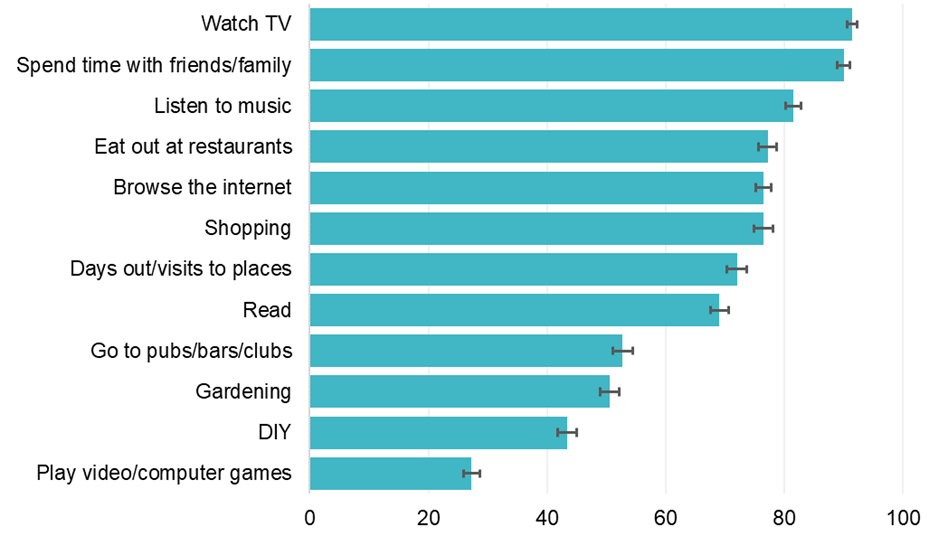 Watch TV
Spend time with friends/family
Listen to music
Eat out at restaurants
Browse the internet
Shopping
Days out/visits to places
Read
Go to pubs/bars/clubs
Gardening
DIY
Play video/computer games
0 20 40 60 80 100